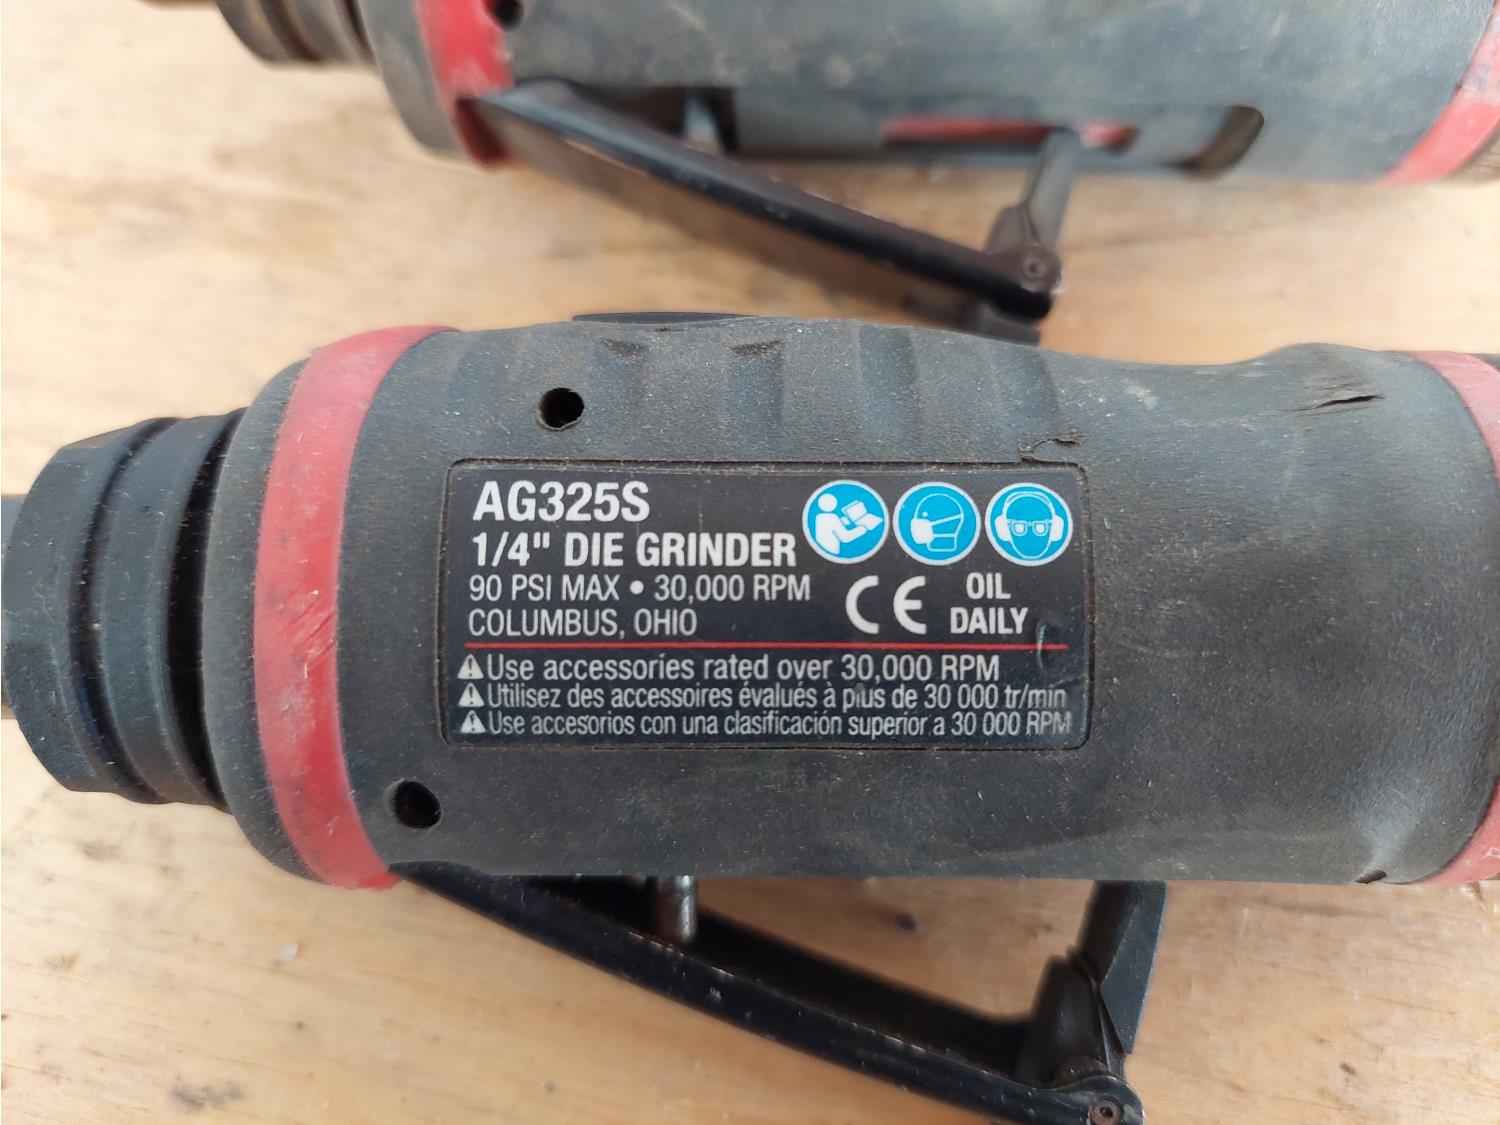 AG325S
1/4" DIE GRINDER
90 PSI MAX • 30,000 RPM
COLUMBUS, OHIO
CE
OIL
DAILY
⚠Use accessories rated over 30,000 RPM
⚠Utilisez des accessoires évalués à plus de 30 000 tr/min
⚠Use accesorios con una clasificación superior a 30 000 RPM